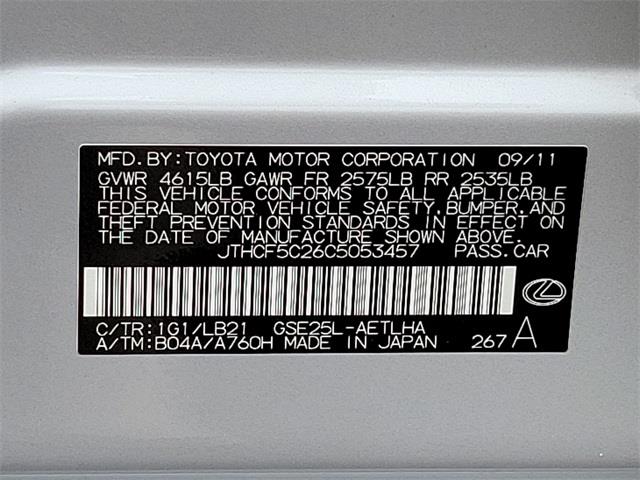 MFD.BY:TOYOTA MOTOR CORPORATION 09/11
GVWR 4615LB GAWR FR 2575LB RR 2535LB
THIS VEHICLE CONFORMS TO ALL APPLICABLE
FEDERAL MOTOR VEHICLE SAFETY,BUMPER,AND
THEFT PREVENTION STANDARDS IN EFFECT ON
THE DATE OF MANUFACTURE SHOWN ABOVE.
JTHCF5C26C5053457 PASS.CAR
C/TR:1G1/LB21 GSE25L-AETLHA
A/TM:B04A/A760H MADE IN JAPAN 267 A